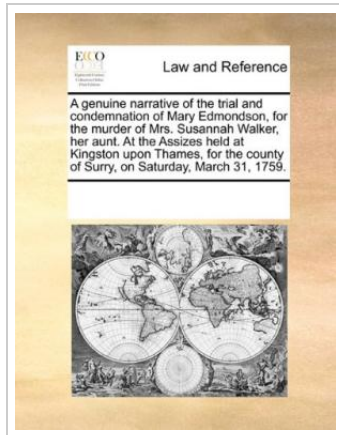 ECCO
Law and Reference
A genuine narrative of the trial and
condemnation of Mary Edmondson, for
the murder of Mrs. Susannah Walker,
her aunt. At the Assizes held at
Kingston upon Thames, for the county
of Surry, on Saturday, March 31, 1759.